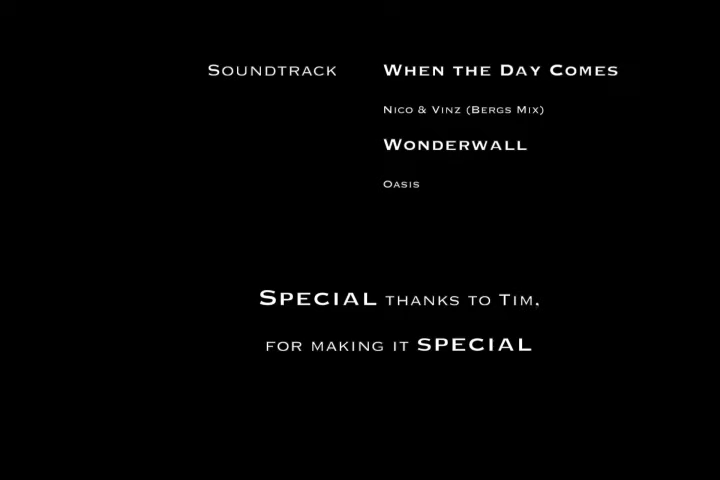 Soundtrack When the Day Comes
Nico & Vinz (Bergs Mix)
Wonderwall
Oasis
Special thanks to Tim,
for making it special